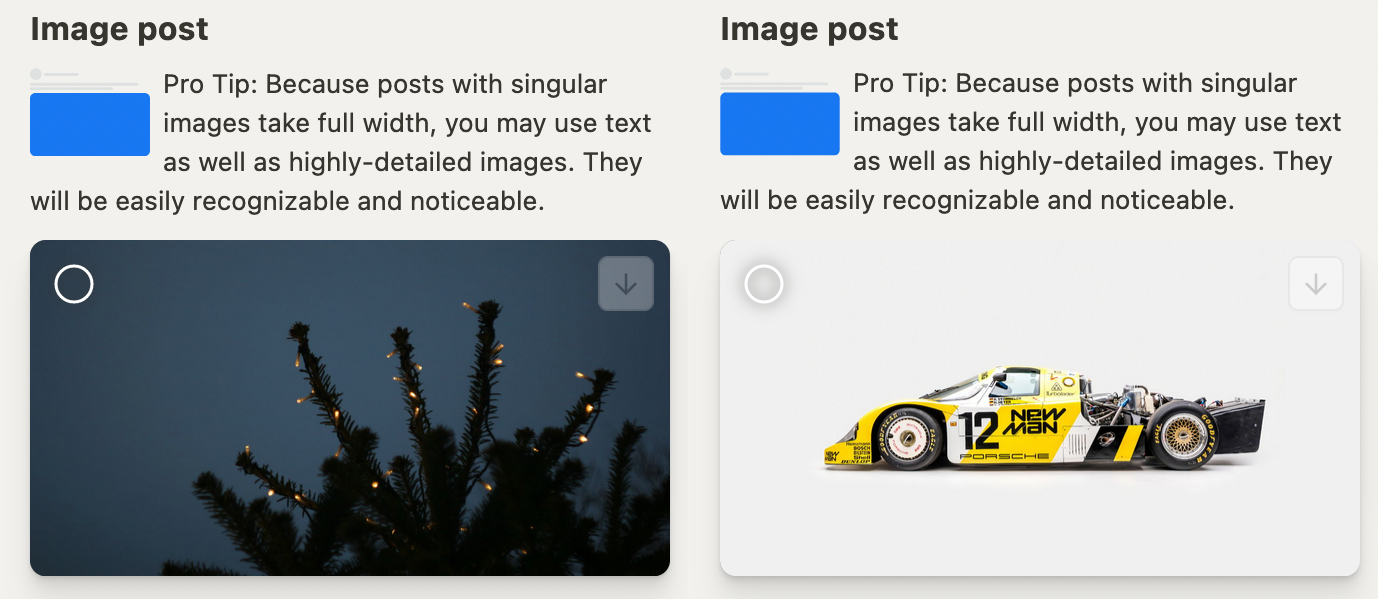 Image post
Pro Tip: Because posts with singular
images take full width, you may use text
as well as highly-detailed images. They
will be easily recognizable and noticeable.
Image post
Pro Tip: Because posts with singular
images take full width, you may use text
as well as highly-detailed images. They
will be easily recognizable and noticeable.
Turbolader
12
NEW
MAN
NEW
MAN
BOSCH
Shell
DUNLOP
PORSCHE
GOODYEAR